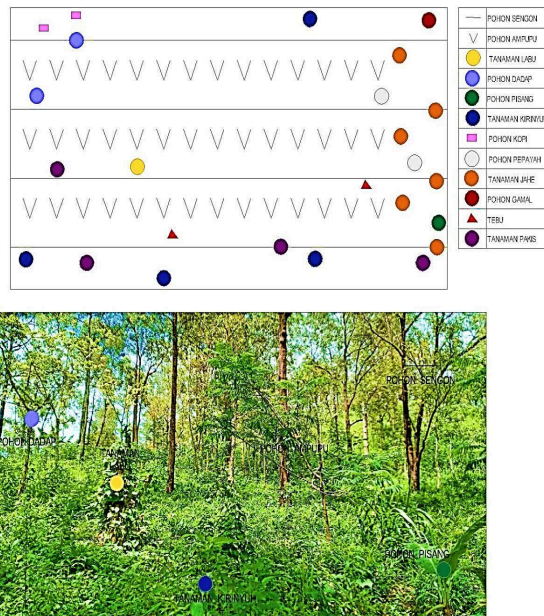 POHON SENGON
POHON AMPUPU
TANAMAN LABU
POHON DADAP
POHON PISANG
TANAMAN KIRINYU
POHON KOPI
POHON PEPAYAH
TANAMAN JAHE
POHON GAMAL
TEBU
TANAMAN PAKIS
POHON SENGON
POHON DADAP
TANAMAN
POHON AMPUPU
POHON PISANG
TANAMAN KIRINYUH